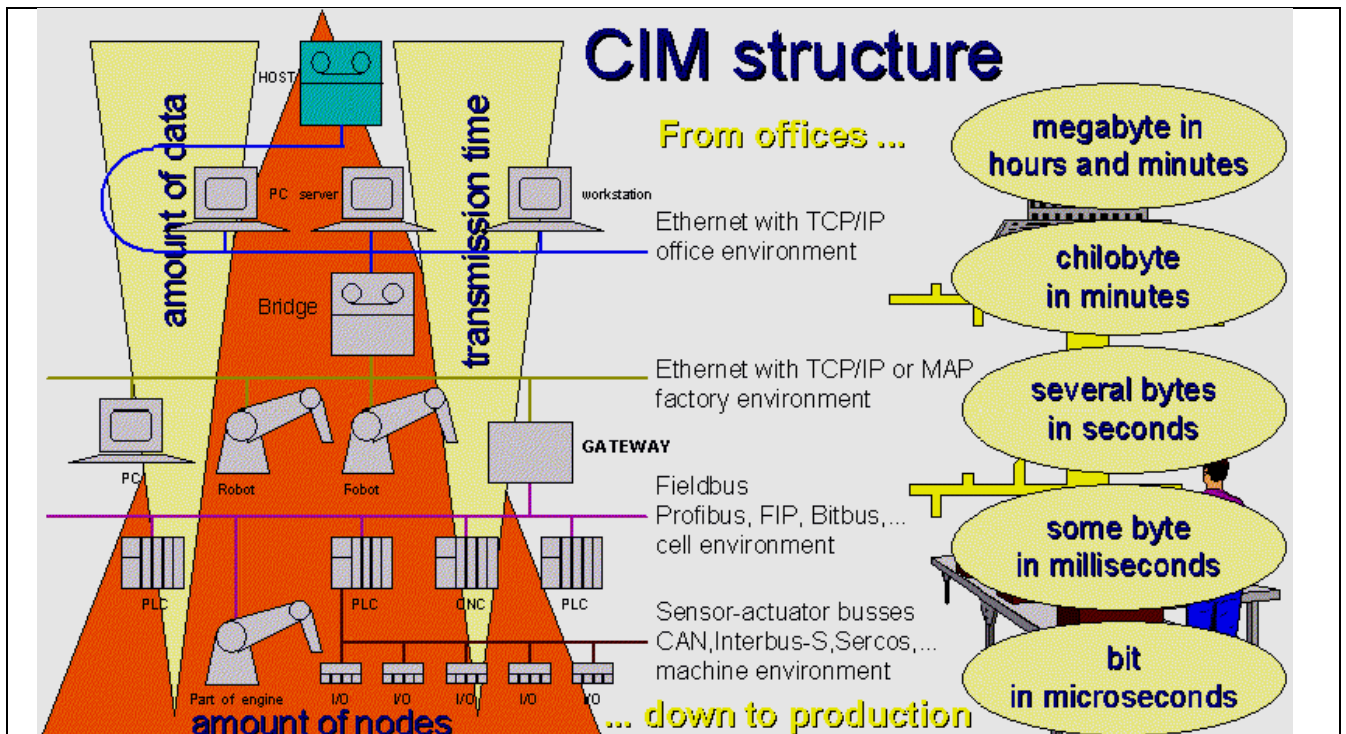 CIM structure
HOST
amount of data
transmission time
From offices ...
megabyte in
hours and minutes
PC server
workstation
Ethernet with TCP/IP
office environment
chilobyte
in minutes
Bridge
Ethernet with TCP/IP or MAP
factory environment
several bytes
in seconds
GATEWAY
PC
Robot
Fobot
Fieldbus
Profibus, FIP, Bitbus,...
cell environment
some byte
in milliseconds
PLC
PLC
CNC
PLC
Sensor-actuator busses
CAN,Interbus-S,Sercos,...
machine environment
bit
in microseconds
Part of engine
I/O
I/O
I/O
I/O
I/O
amount of nodes
... down to production